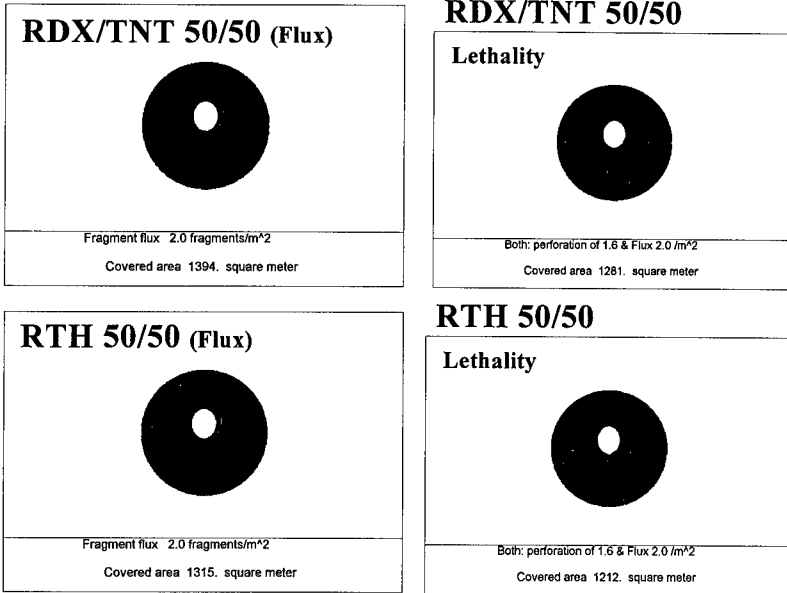 RDX/TNT 50/50 (Flux)
Fragment flux 2.0 fragments/m^2
Covered area 1394. square meter
RDX/TNT 50/50
Lethality
Both: perforation of 1.6 & Flux 2.0 /m^2
Covered area 1281. square meter
RTH 50/50 (Flux)
Fragment flux 2.0 fragments/m^2
Covered area 1315. square meter
RTH 50/50
Lethality
Both: perforation of 1.6 & Flux 2.0 /m^2
Covered area 1212. square meter